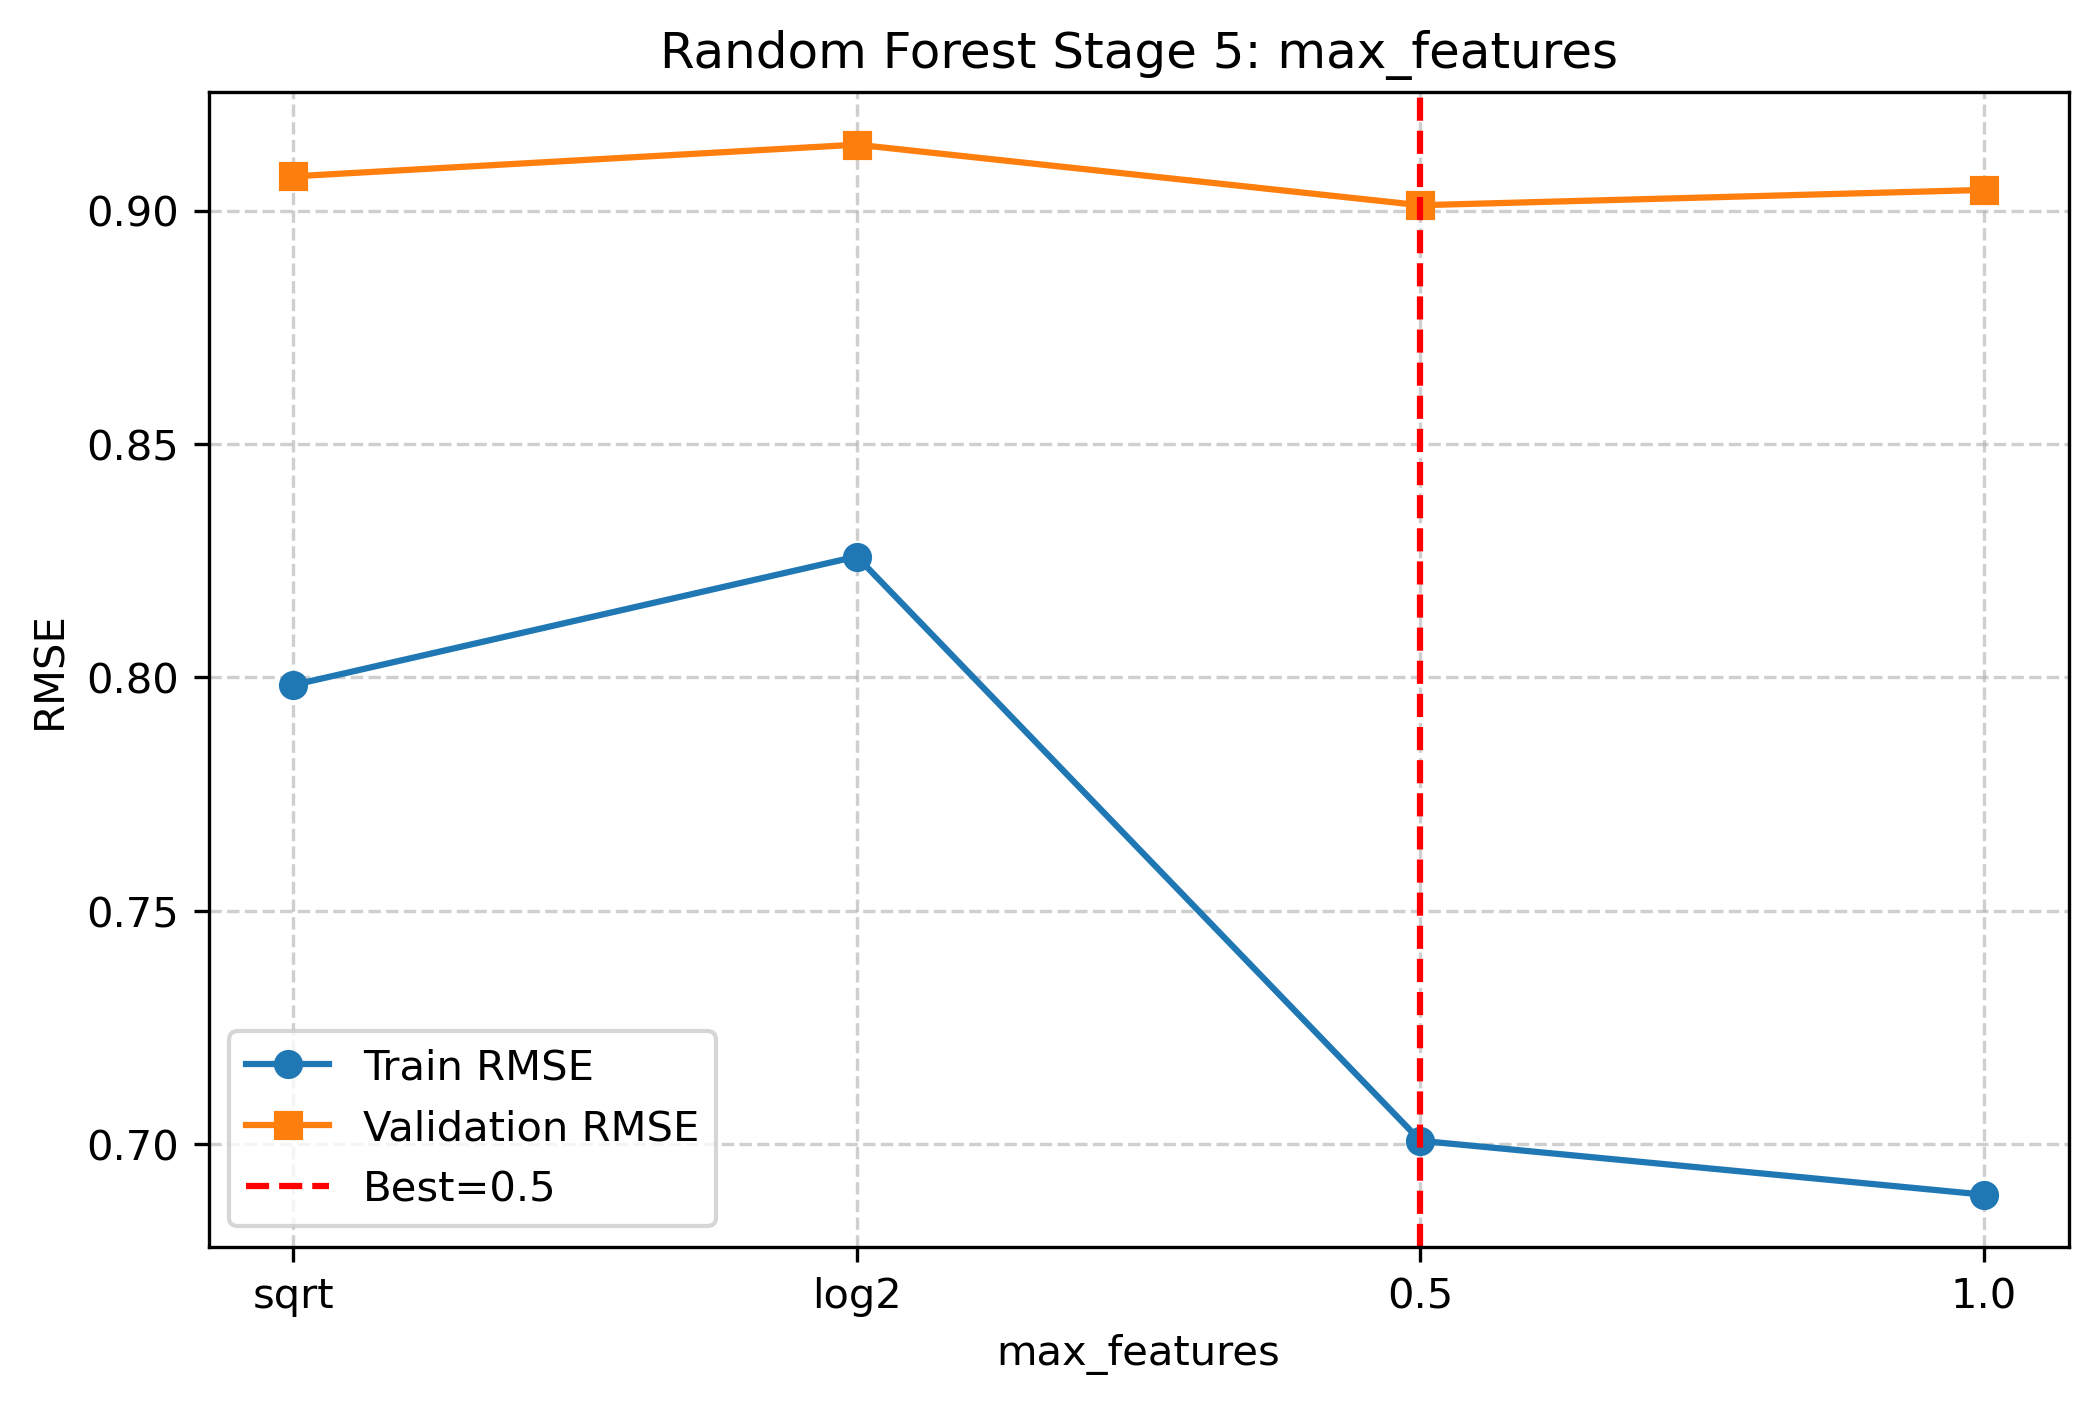 Random Forest Stage 5: max_features
RMSE
0.90
0.85
0.80
0.75
0.70
Train RMSE
Validation RMSE
Best=0.5
sqrt log2 0.5 1.0
max_features